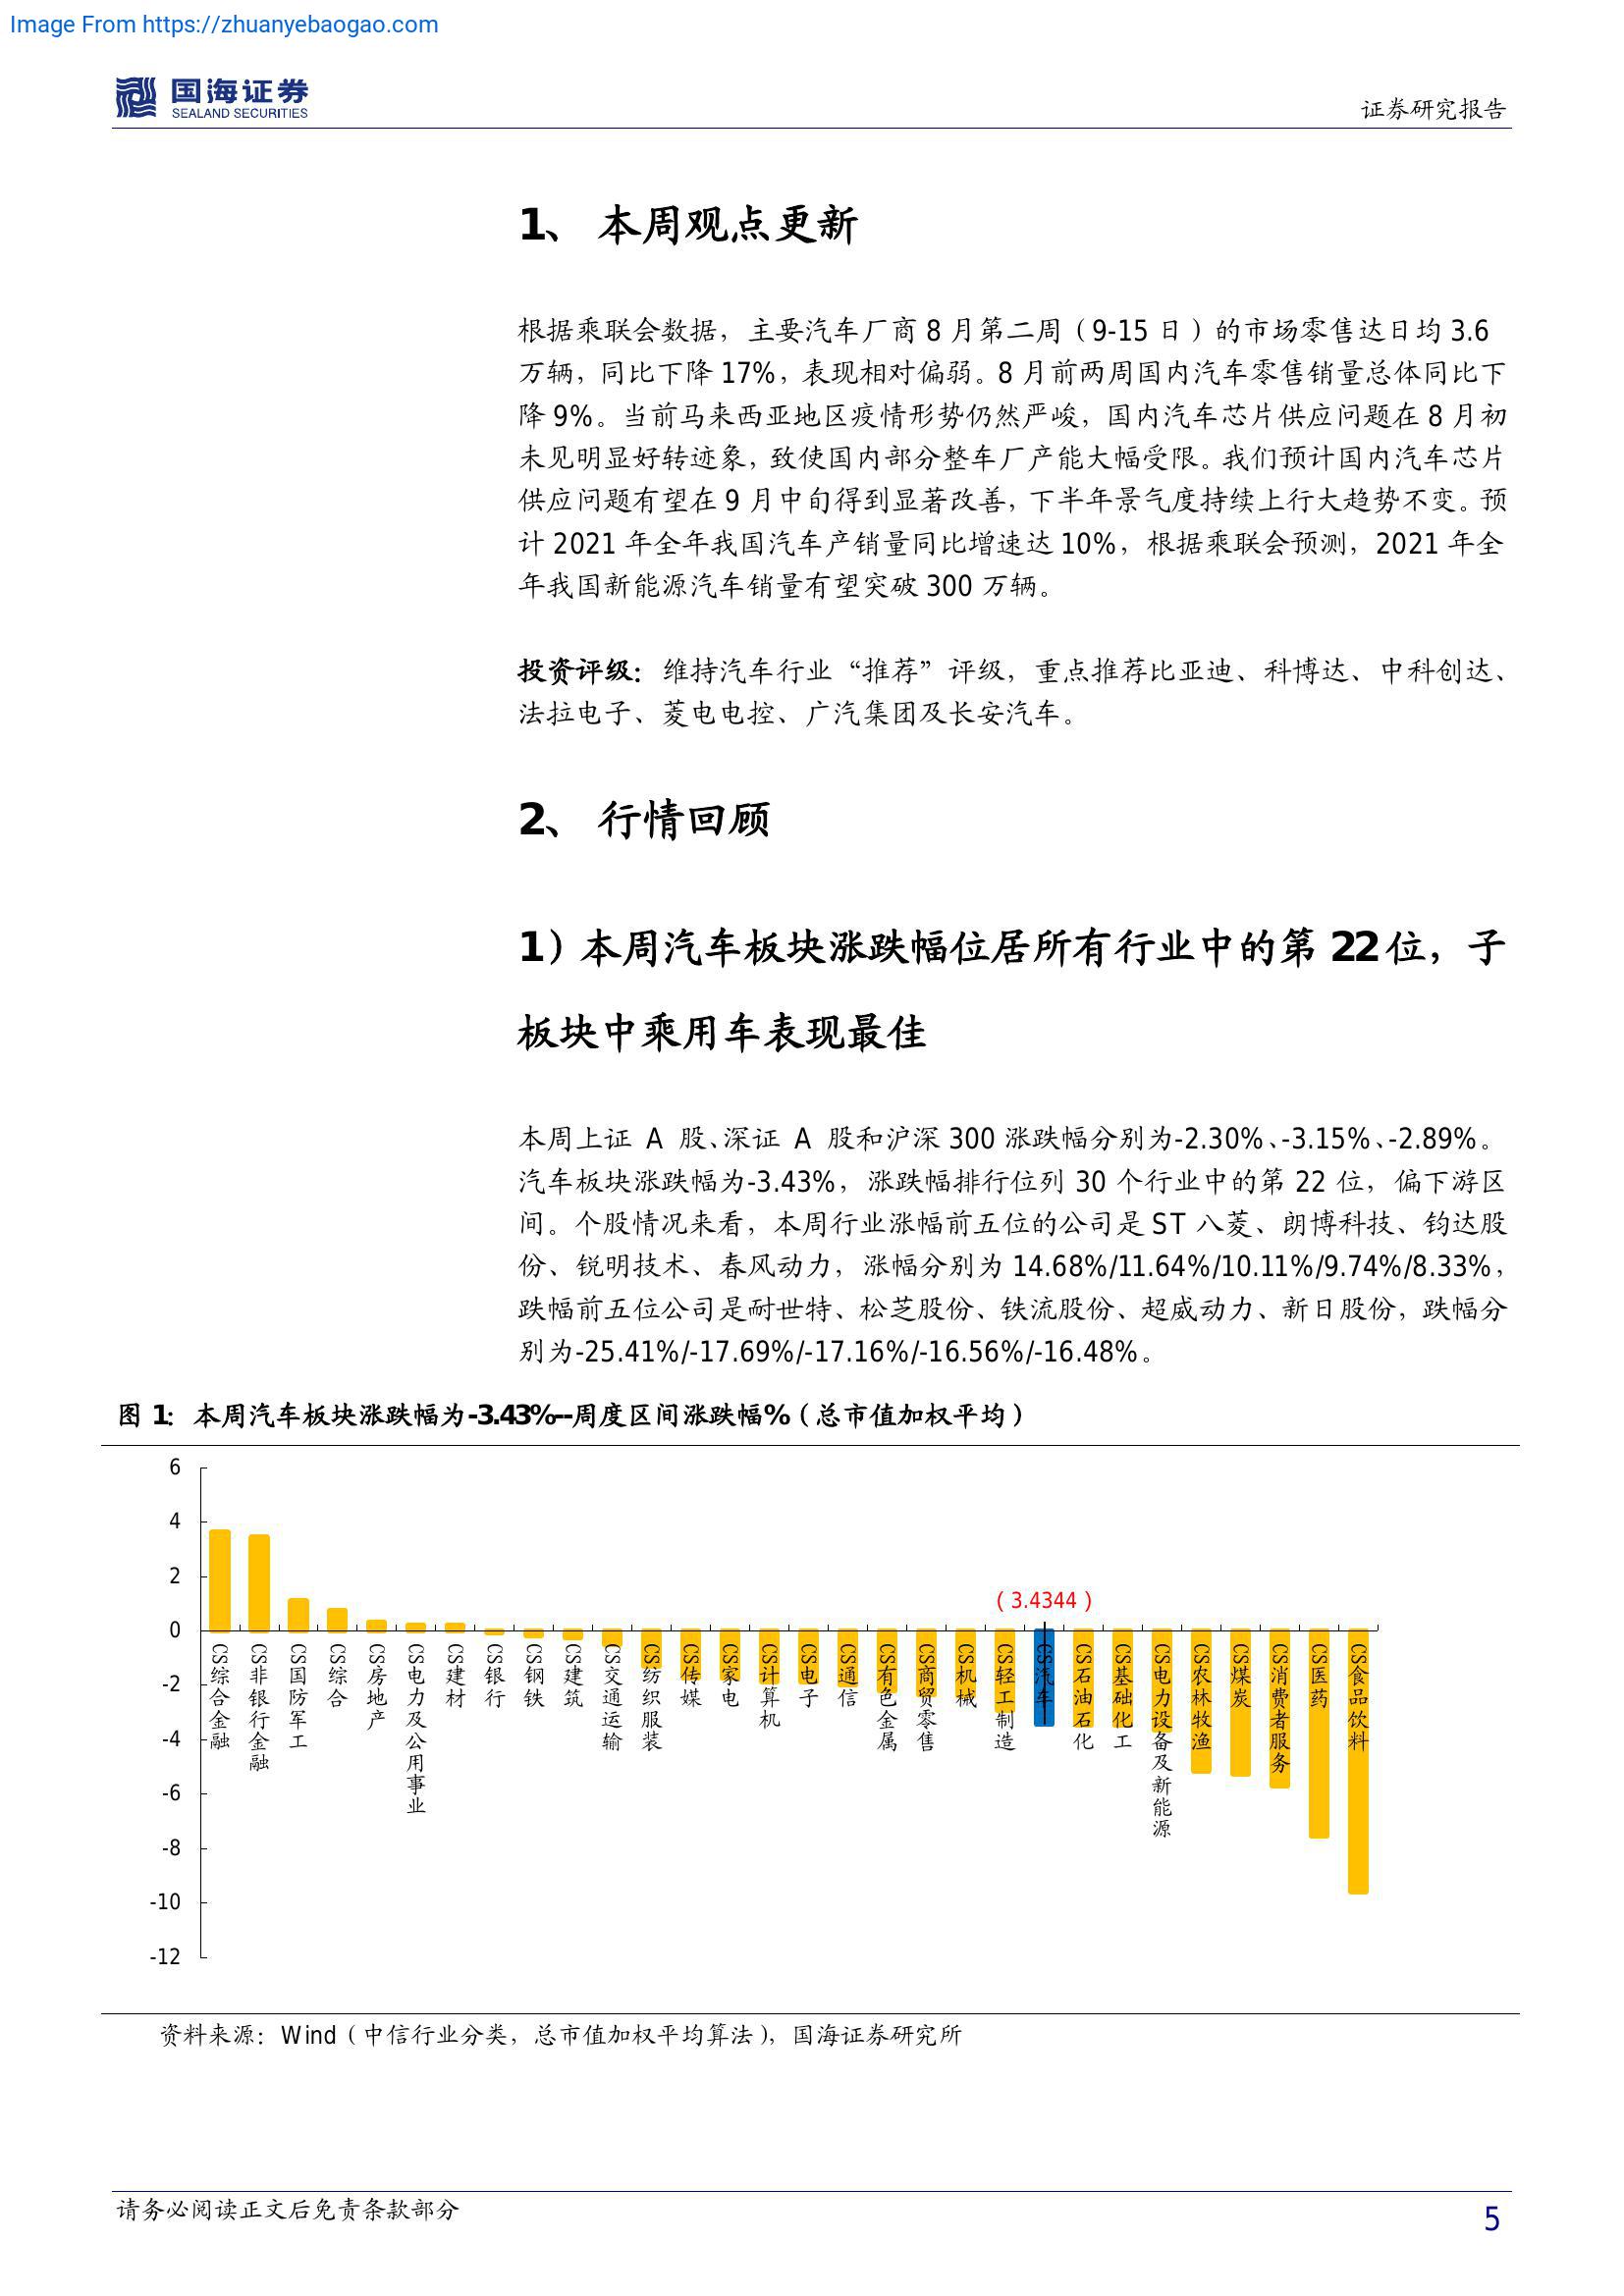 Image From https://zhuanyebaogao.com
国海证券
SEALAND SECURITIES
证券研究报告
1、 本周观点更新
根据乘联会数据，主要汽车厂商 8 月第二周（9-15 日）的市场零售达日均 3.6
万辆，同比下降 17%，表现相对偏弱。8 月前两周国内汽车零售销量总体同比下
降 9%。当前马来西亚地区疫情形势仍然严峻，国内汽车芯片供应问题在 8 月初
未见明显好转迹象，致使国内部分整车厂产能大幅受限。我们预计国内汽车芯片
供应问题有望在 9 月中旬得到显著改善，下半年景气度持续上行大趋势不变。预
计 2021 年全年我国汽车产销量同比增速达 10%，根据乘联会预测，2021 年全
年我国新能源汽车销量有望突破 300 万辆。
投资评级：维持汽车行业“推荐”评级，重点推荐比亚迪、科博达、中科创达、
法拉电子、菱电电控、广汽集团及长安汽车。
2、 行情回顾
1）本周汽车板块涨跌幅位居所有行业中的第 22 位，子
板块中乘用车表现最佳
本周上证 A 股、深证 A 股和沪深 300 涨跌幅分别为-2.30%、-3.15%、-2.89%。
汽车板块涨跌幅为-3.43%，涨跌幅排行位列 30 个行业中的第 22 位，偏下游区
间。个股情况来看，本周行业涨幅前五位的公司是 ST 八菱、朗博科技、钧达股
份、锐明技术、春风动力，涨幅分别为 14.68%/11.64%/10.11%/9.74%/8.33%，
跌幅前五位公司是耐世特、松芝股份、铁流股份、超威动力、新日股份，跌幅分
别为-25.41%/-17.69%/-17.16%/-16.56%/-16.48%。
图 1：本周汽车板块涨跌幅为-3.43%--周度区间涨跌幅%（总市值加权平均）
6
4
2
0
-2
-4
-6
-8
-10
-12
（3.4344）
CS综合金融
CS非银行金融
CS国防军工
CS综合
CS房地产
CS电力及公用事业
CS建材
CS银行
CS钢铁
CS建筑
CS交通运输
CS纺织服装
CS传媒
CS家电
CS计算机
CS电子
CS通信
CS有色金属
CS商贸零售
CS机械
CS轻工制造
CS汽车
CS石油石化
CS基础化工
CS电力设备及新能源
CS农林牧渔
CS煤炭
CS消费者服务
CS医药
CS食品饮料
资料来源：Wind（中信行业分类，总市值加权平均算法），国海证券研究所
请务必阅读正文后免责条款部分
5